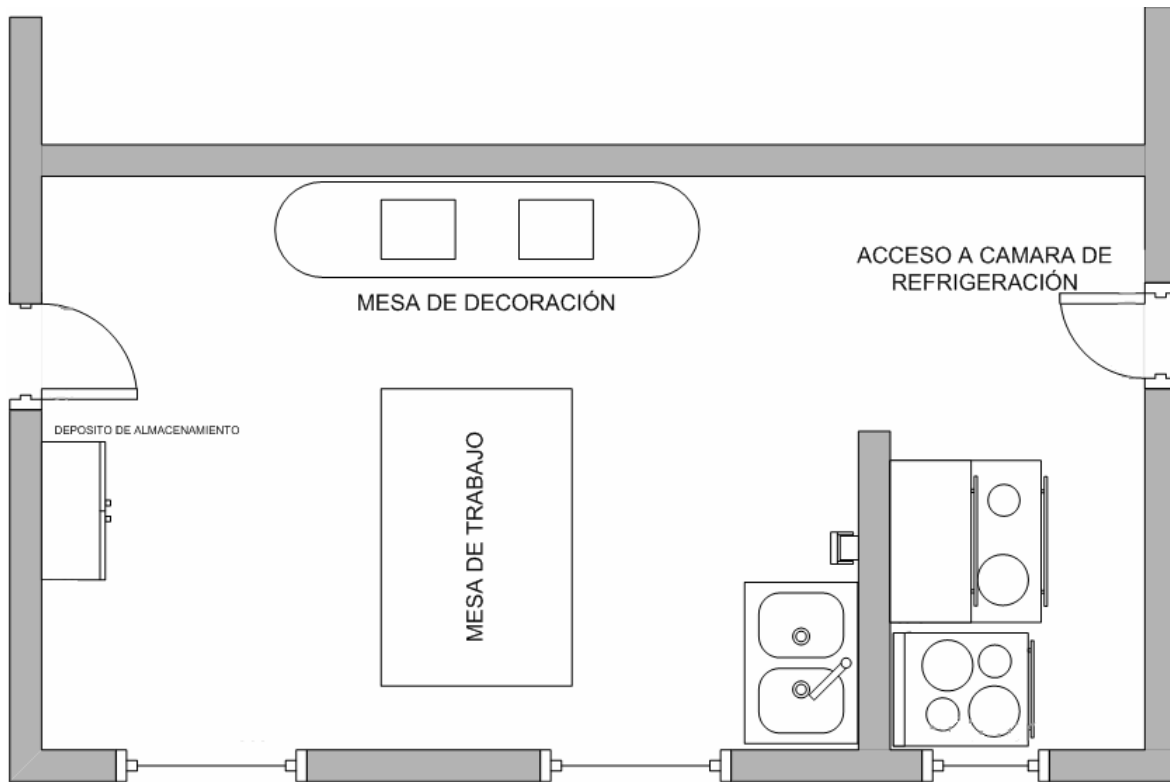 ACCESO A CAMARA DE
REFRIGERACIÓN
MESA DE DECORACIÓN
DEPOSITO DE ALMACENAMIENTO
MESA DE TRABAJO